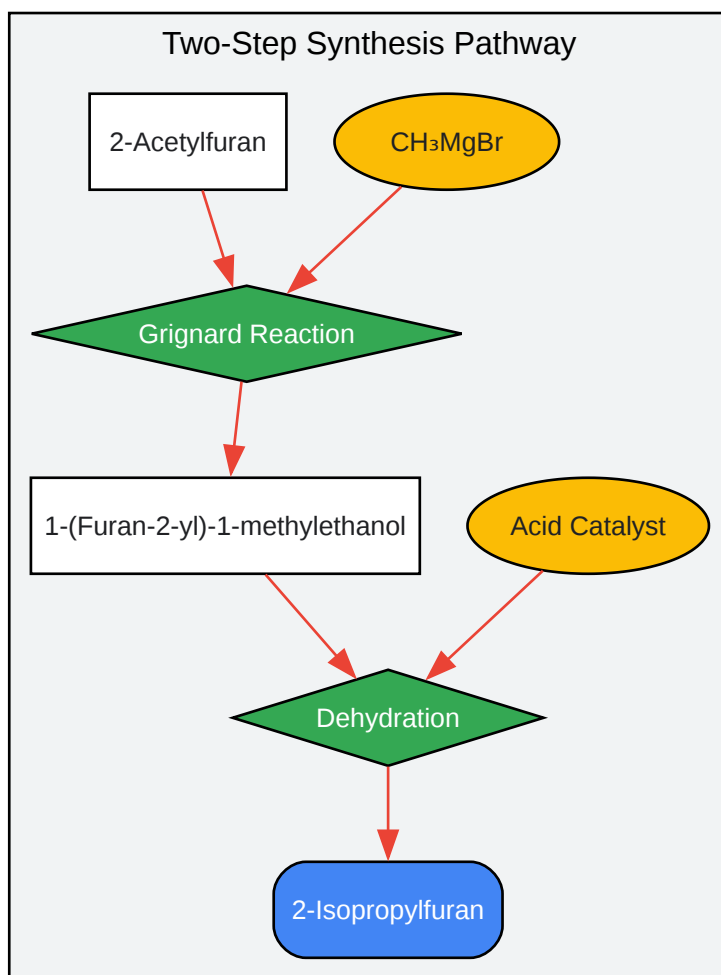 Two-Step Synthesis Pathway
2-Acetylfuran
CH₃MgBr
Grignard Reaction
1-(Furan-2-yl)-1-methylethanol
Acid Catalyst
Dehydration
2-Isopropylfuran